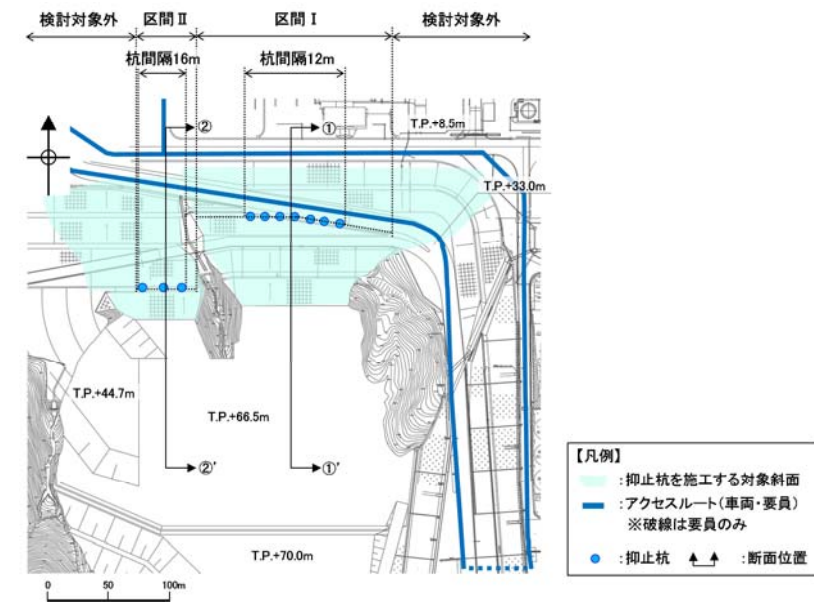 検討対象外
区間Ⅱ
区間Ⅰ
検討対象外
杭間隔16m
杭間隔12m
②
①
T.P.+8.5m
T.P.+33.0m
T.P.+44.7m
T.P.+66.5m
②'
①'
T.P.+70.0m
0 50 100m
【凡例】
:抑止杭を施工する対象斜面
:アクセスルート(車両・要員)
※破線は要員のみ
:抑止杭 :断面位置